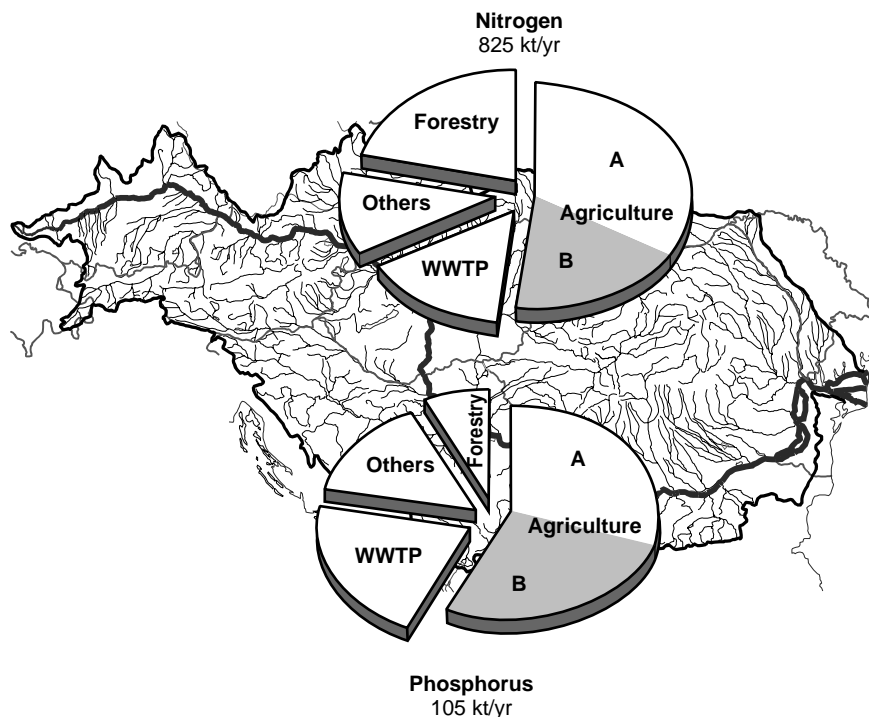 Nitrogen
825 kt/yr
Forestry
A
Others
Agriculture
WWTP
B
Forestry
Others
A
Agriculture
WWTP
B
Phosphorus
105 kt/yr